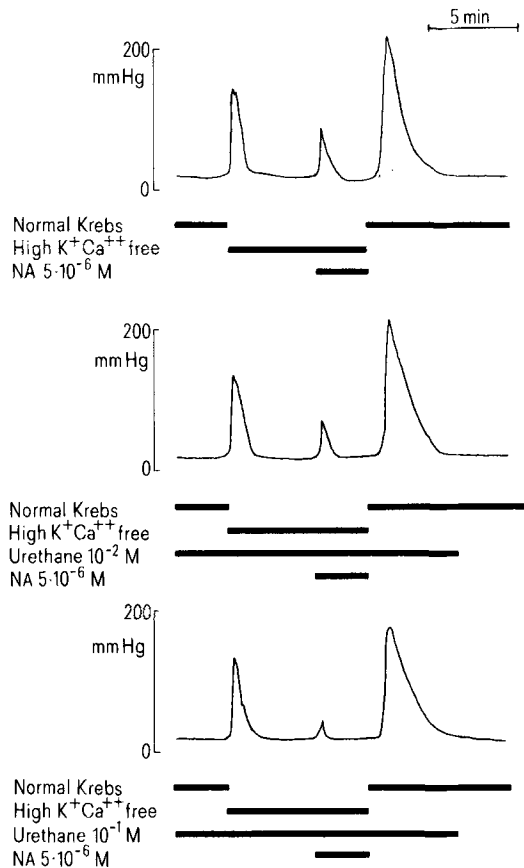 5 min
200
mmHg
0
Normal Krebs
High K⁺Ca⁺⁺free
NA 5·10⁻⁶ M
200
mmHg
0
Normal Krebs
High K⁺Ca⁺⁺free
Urethane 10⁻² M
NA 5·10⁻⁶ M
200
mmHg
0
Normal Krebs
High K⁺Ca⁺⁺free
Urethane 10⁻¹ M
NA 5·10⁻⁶ M